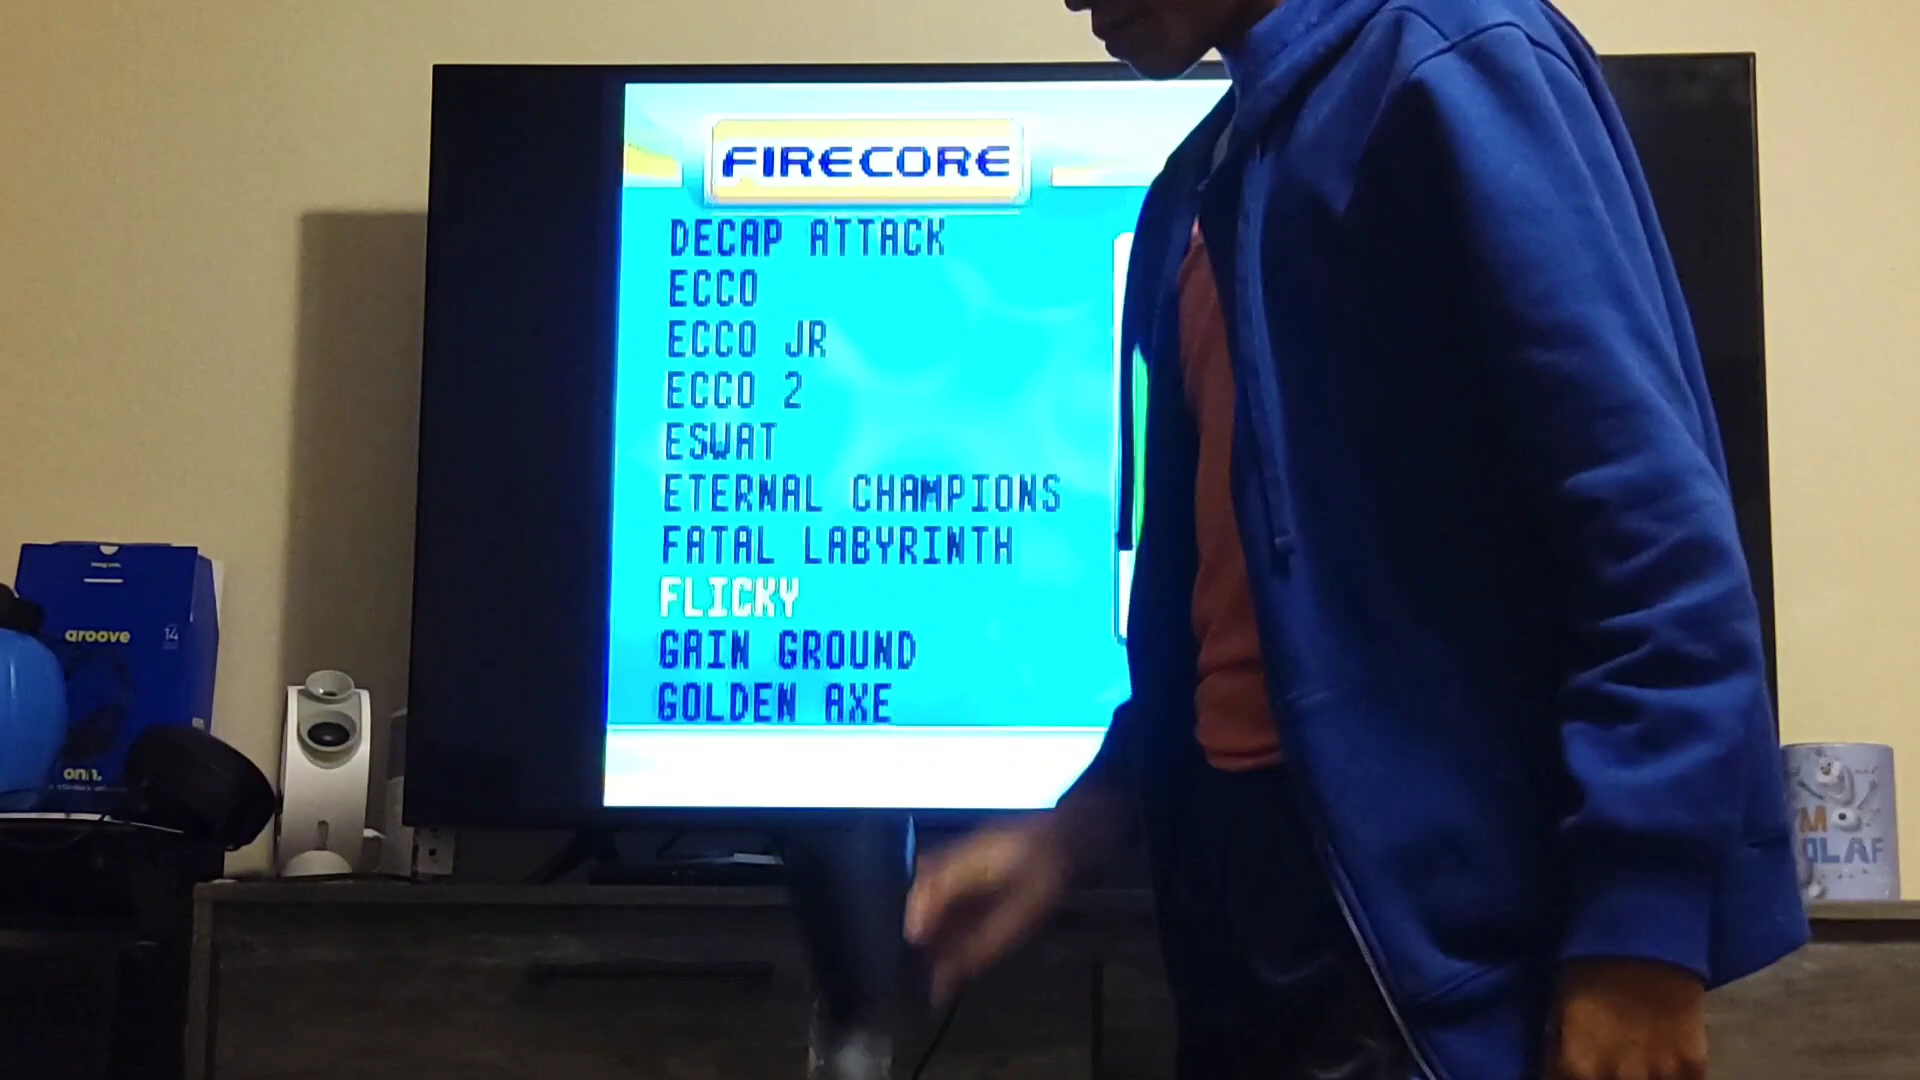 FIRECORE
DECAP ATTACK
ECCO
ECCO JR
ECCO 2
ESWAT
ETERNAL CHAMPIONS
FATAL LABYRINTH
FLICKY
GAIN GROUND
GOLDEN AXE
groove
14
onn.
OLAF